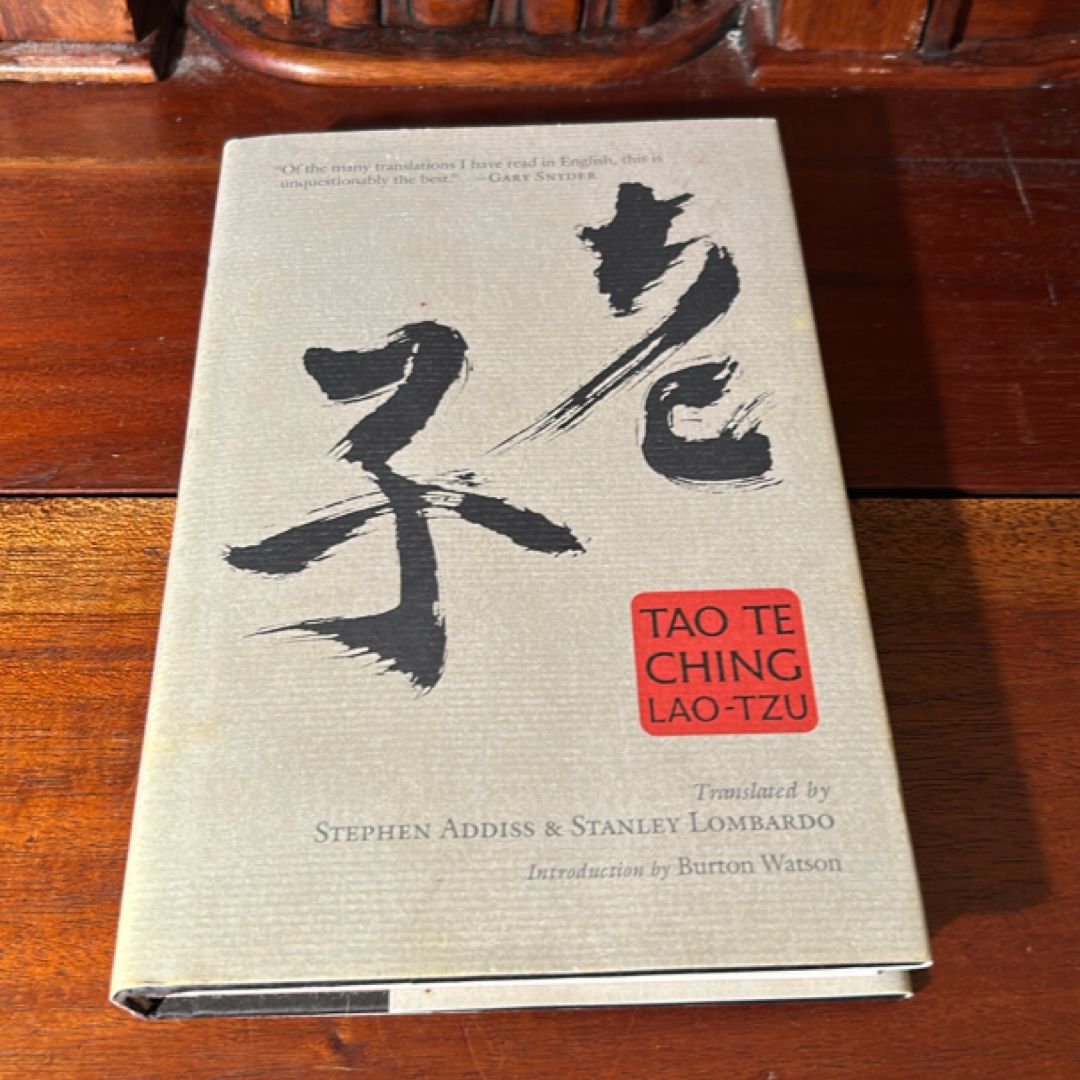 "Of the many translations I have read in English, this is
unquestionably the best." —GARY SNYDER
老
子
TAO TE
CHING
LAO-TZU
Translated by
STEPHEN ADDISS & STANLEY LOMBARDO
Introduction by Burton Watson